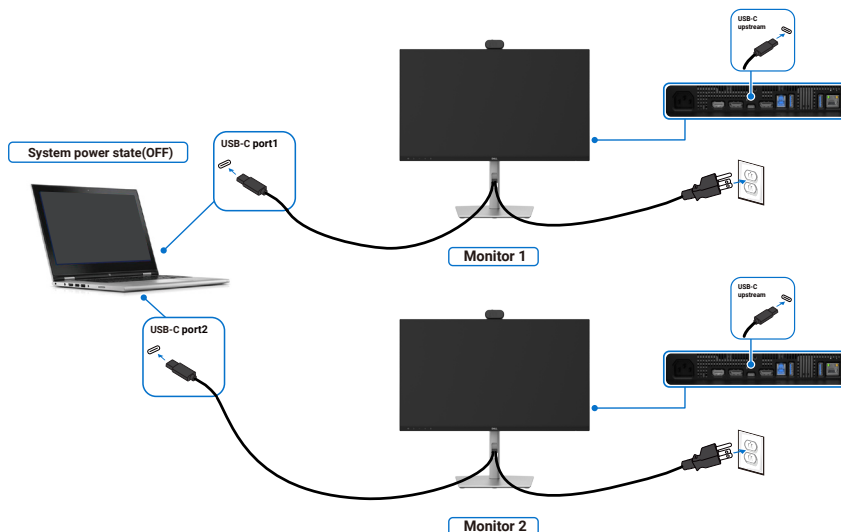 USB-C
upstream
USB-C port1
System power state(OFF)
Monitor 1
USB-C
upstream
USB-C port2
Monitor 2